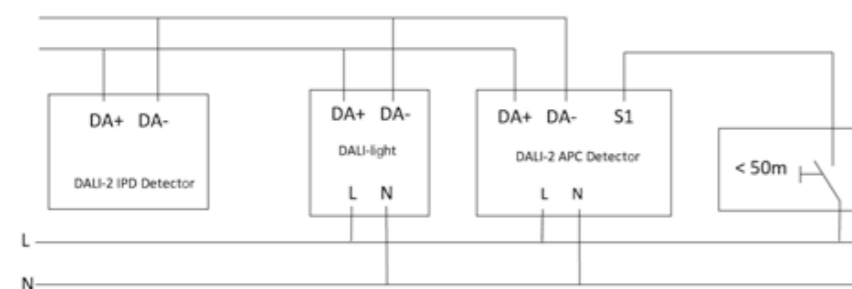 DA+ DA-
DALI-2 IPD Detector
DA+ DA-
DALI-light
L N
DA+ DA- S1
DALI-2 APC Detector
L N
< 50m
L
N